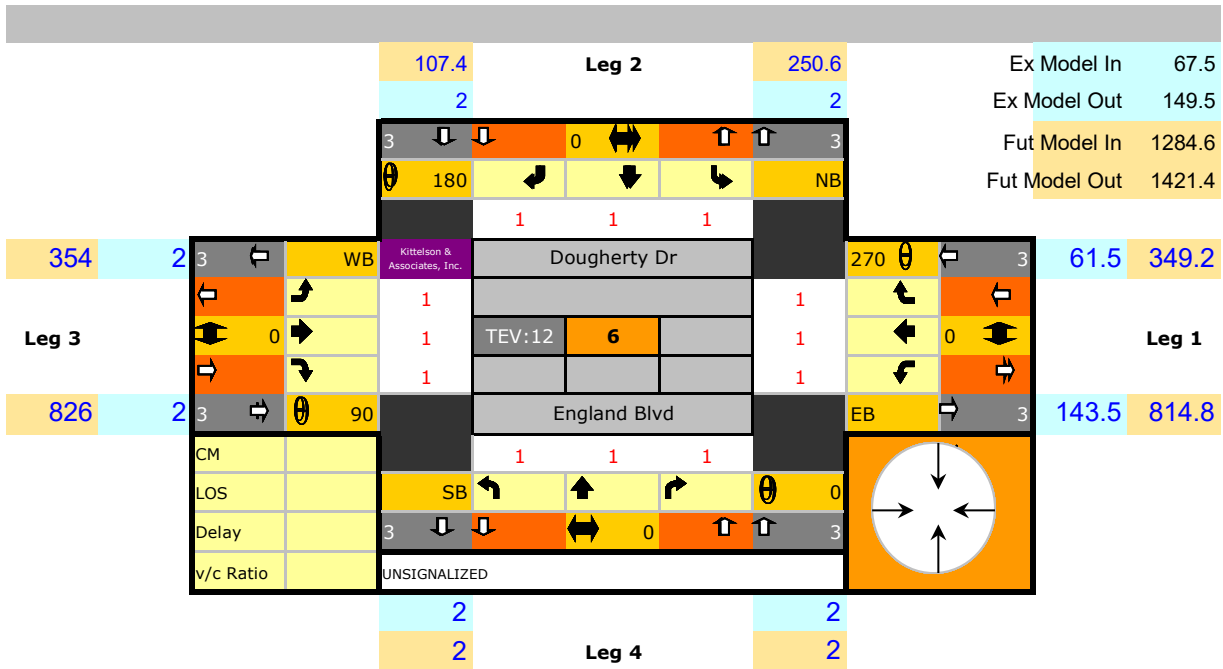 107.4 Leg 2 250.6 Ex Model In 67.5
2 2 Ex Model Out 149.5
3 0 3 Fut Model In 1284.6
θ 180 NB Fut Model Out 1421.4
1 1 1
354 2 3 WB Kittelson & Associates, Inc. Dougherty Dr 270 θ 3 61.5 349.2
1 1
Leg 3 0 1 TEV:12 6 1 0 Leg 1
1 1
826 2 3 θ 90 England Blvd EB 3 143.5 814.8
CM 1 1 1
LOS SB θ 0
Delay 3 0 3
v/c Ratio UNSIGNALIZED
2 2
2 Leg 4 2